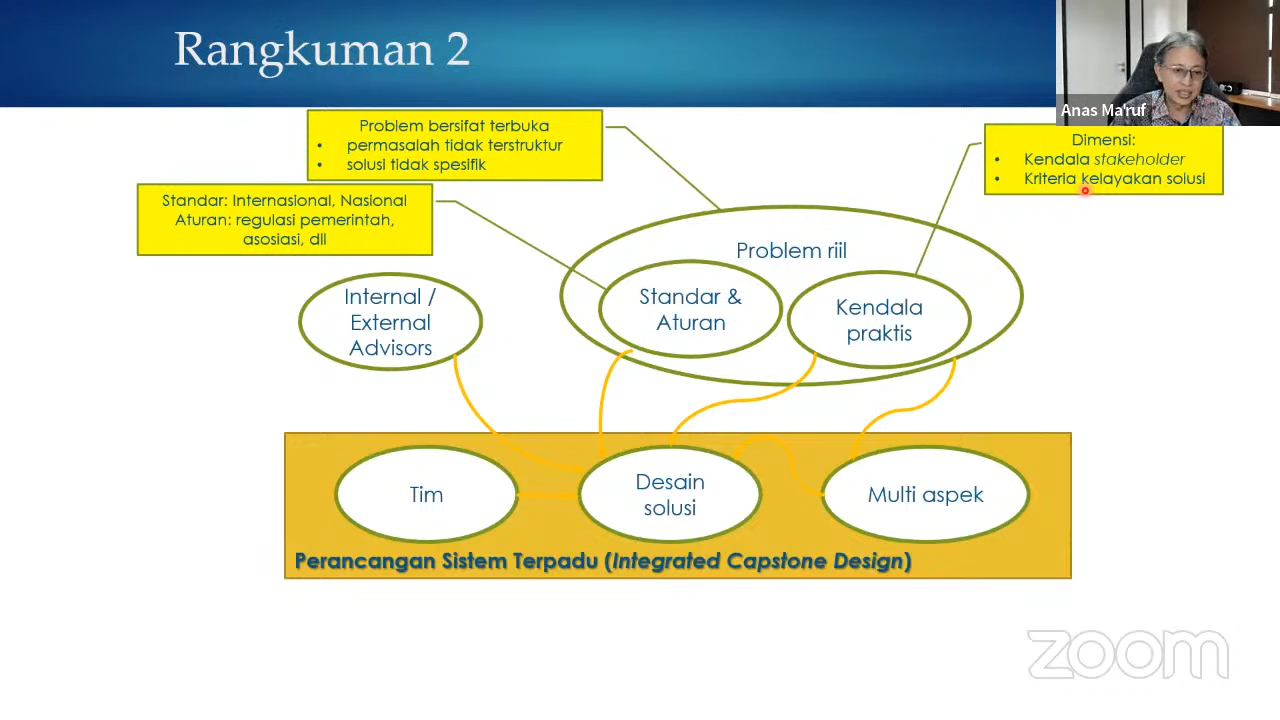 Rangkuman 2
Anas Ma'ruf
Problem bersifat terbuka
• permasalah tidak terstruktur
• solusi tidak spesifik
Dimensi:
• Kendala stakeholder
• Kriteria kelayakan solusi
Standar: Internasional, Nasional
Aturan: regulasi pemerintah,
asosiasi, dll
Problem riil
Internal /
External
Advisors
Standar &
Aturan
Kendala
praktis
Tim
Desain
solusi
Multi aspek
Perancangan Sistem Terpadu (Integrated Capstone Design)
zoom